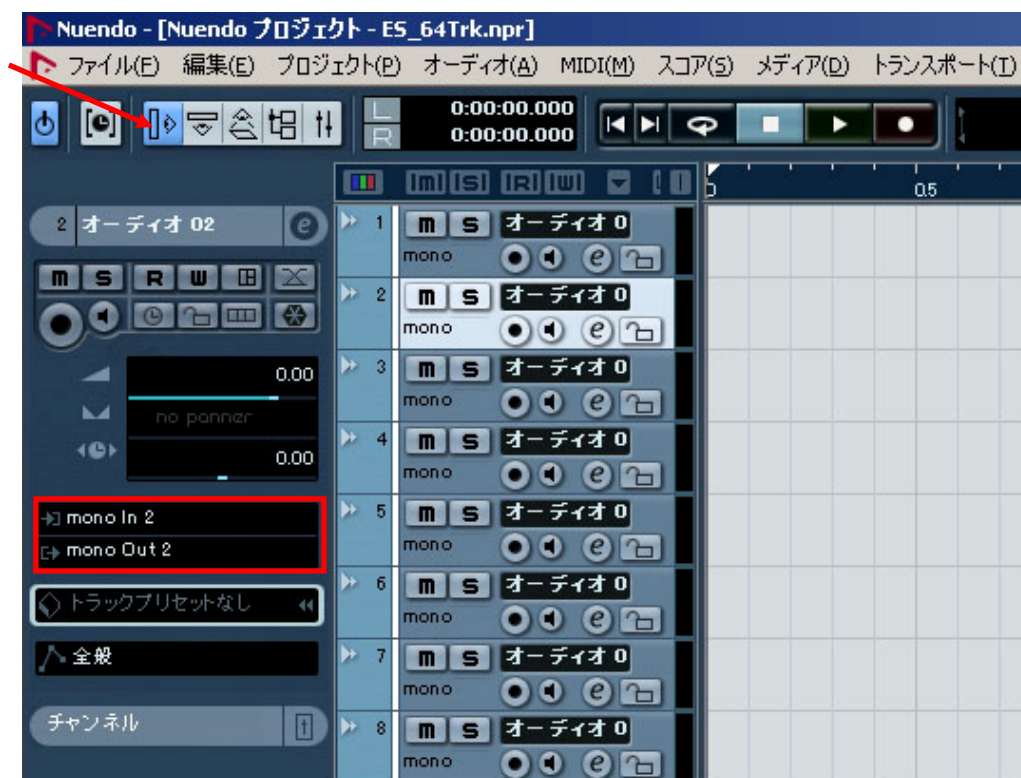 Nuendo - [Nuendo プロジェクト - ES_64Trk.npr]
ファイル(F) 編集(E) プロジェクト(P) オーディオ(A) MIDI(M) スコア(S) メディア(D) トランスポート(T)
L 0:00:00.000
R 0:00:00.000
[m] [S] [R] [W]
0 0.5
2 オーディオ 02 e
m S R W
0.00
no panner
0.00
mono In 2
mono Out 2
トラックプリセットなし
全般
チャンネル
1 m S オーディオ 0
mono e
2 m S オーディオ 0
mono e
3 m S オーディオ 0
mono e
4 m S オーディオ 0
mono e
5 m S オーディオ 0
mono e
6 m S オーディオ 0
mono e
7 m S オーディオ 0
mono e
8 m S オーディオ 0
mono e